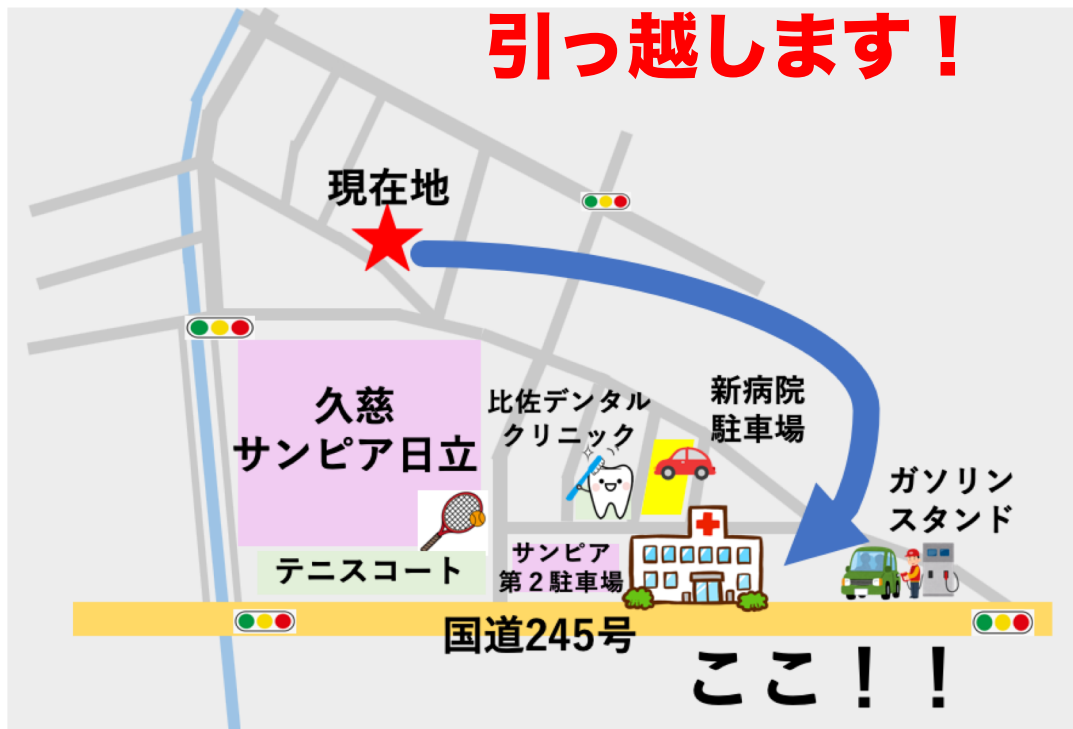 引っ越します！
現在地
久慈
サンピア日立
比佐デンタル
クリニック
新病院
駐車場
ガソリン
スタンド
テニスコート
サンピア
第２駐車場
国道245号
ここ！！